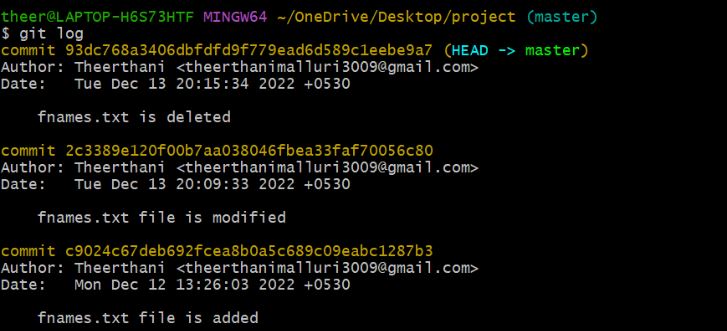 theer@LAPTOP-H6S73HTF MINGW64 ~/OneDrive/Desktop/project (master)
$ git log
commit 93dc768a3406dbfdfd9f779ead6d589c1eebe9a7 (HEAD -> master)
Author: Theerthani <theerthanimalluri3009@gmail.com>
Date:   Tue Dec 13 20:15:34 2022 +0530
    fnames.txt is deleted
commit 2c3389e120f00b7aa038046fbea33faf70056c80
Author: Theerthani <theerthanimalluri3009@gmail.com>
Date:   Tue Dec 13 20:09:33 2022 +0530
    fnames.txt file is modified
commit c9024c67deb692fcea8b0a5c689c09eabc1287b3
Author: Theerthani <theerthanimalluri3009@gmail.com>
Date:   Mon Dec 12 13:26:03 2022 +0530
    fnames.txt file is added